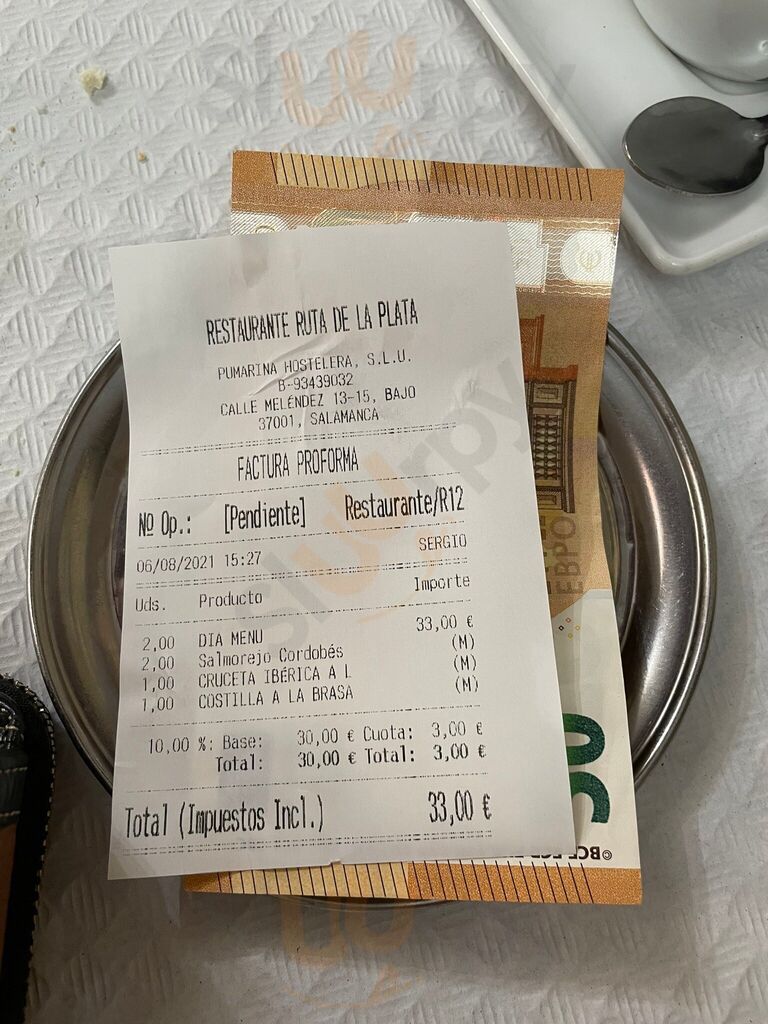 RESTAURANTE RUTA DE LA PLATA
PUMARINA HOSTELERA, S.L.U.
B-93439032
CALLE MELÉNDEZ 13-15, BAJO
37001, SALAMANCA
FACTURA PROFORMA
Nº Op.: [Pendiente] Restaurante/R12
06/08/2021 15:27 SERGIO
Uds. Producto Importe
2,00 DIA MENU 33,00 €
2,00 Salmorejo Cordobés (M)
1,00 CRUCETA IBÉRICA A L (M)
1,00 COSTILLA A LA BRASA (M)
10,00 %: Base: 30,00 € Cuota: 3,00 €
Total: 30,00 € Total: 3,00 €
Total (Impuestos Incl.) 33,00 €
Sluurpy